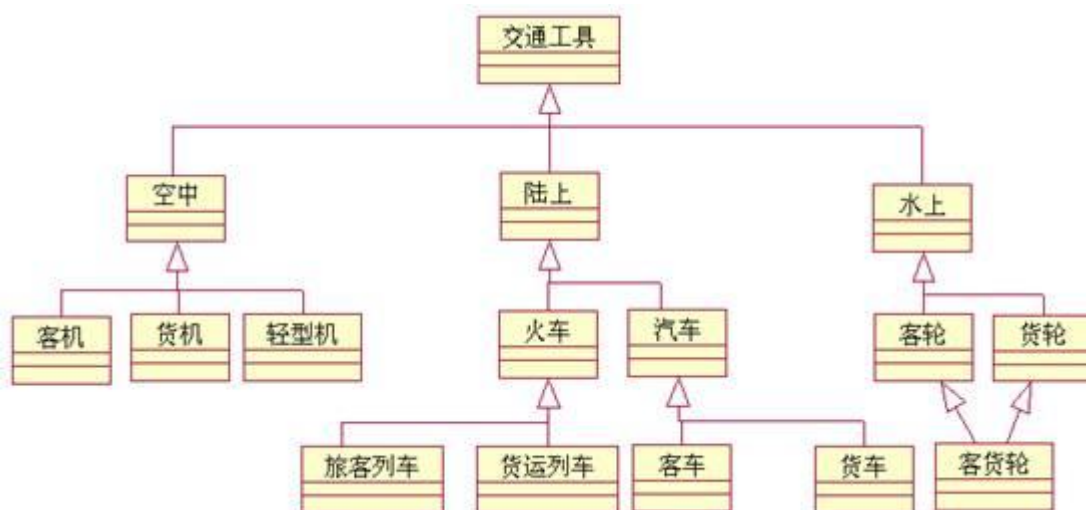 交通工具
空中
陆上
水上
客机
货机
轻型机
火车
汽车
客轮
货轮
旅客列车
货运列车
客车
货车
客货轮